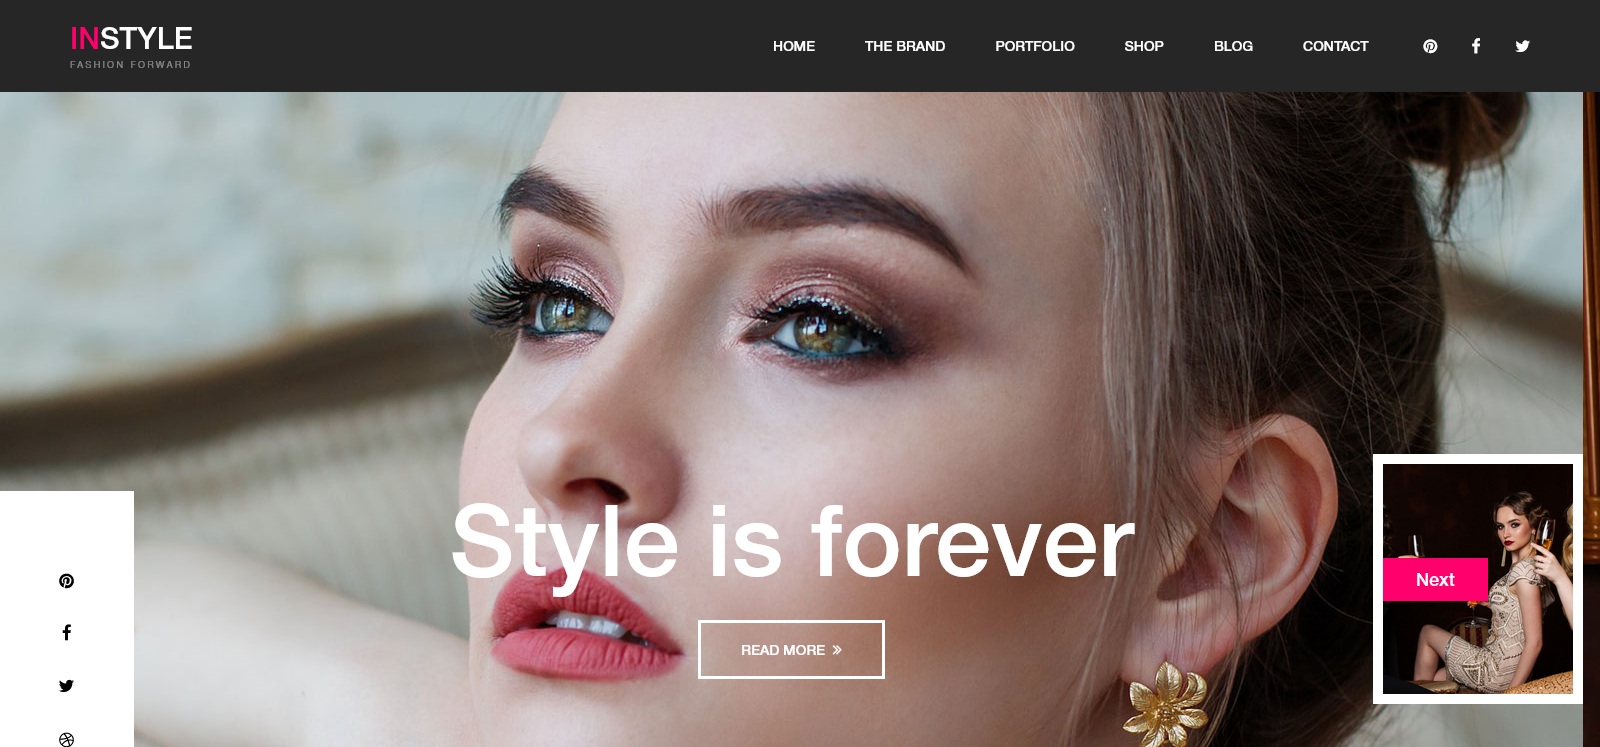 INSTYLE
FASHION FORWARD
HOME
THE BRAND
PORTFOLIO
SHOP
BLOG
CONTACT
Style is forever
READ MORE »
Next